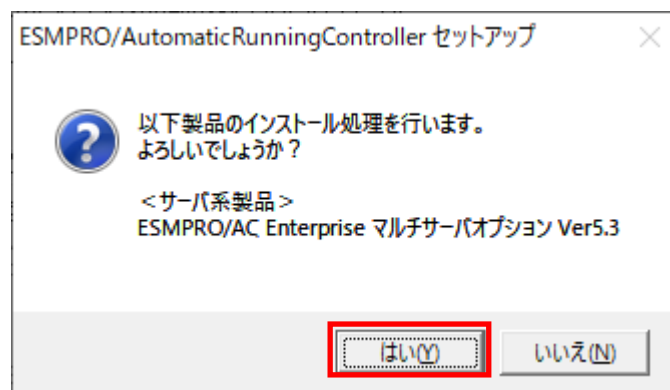 ESMPRO/AutomaticRunningController セットアップ
以下製品のインストール処理を行います。
よろしいでしょうか？
＜サーバ系製品＞
ESMPRO/AC Enterprise マルチサーバオプション Ver5.3
はい(Y)
いいえ(N)